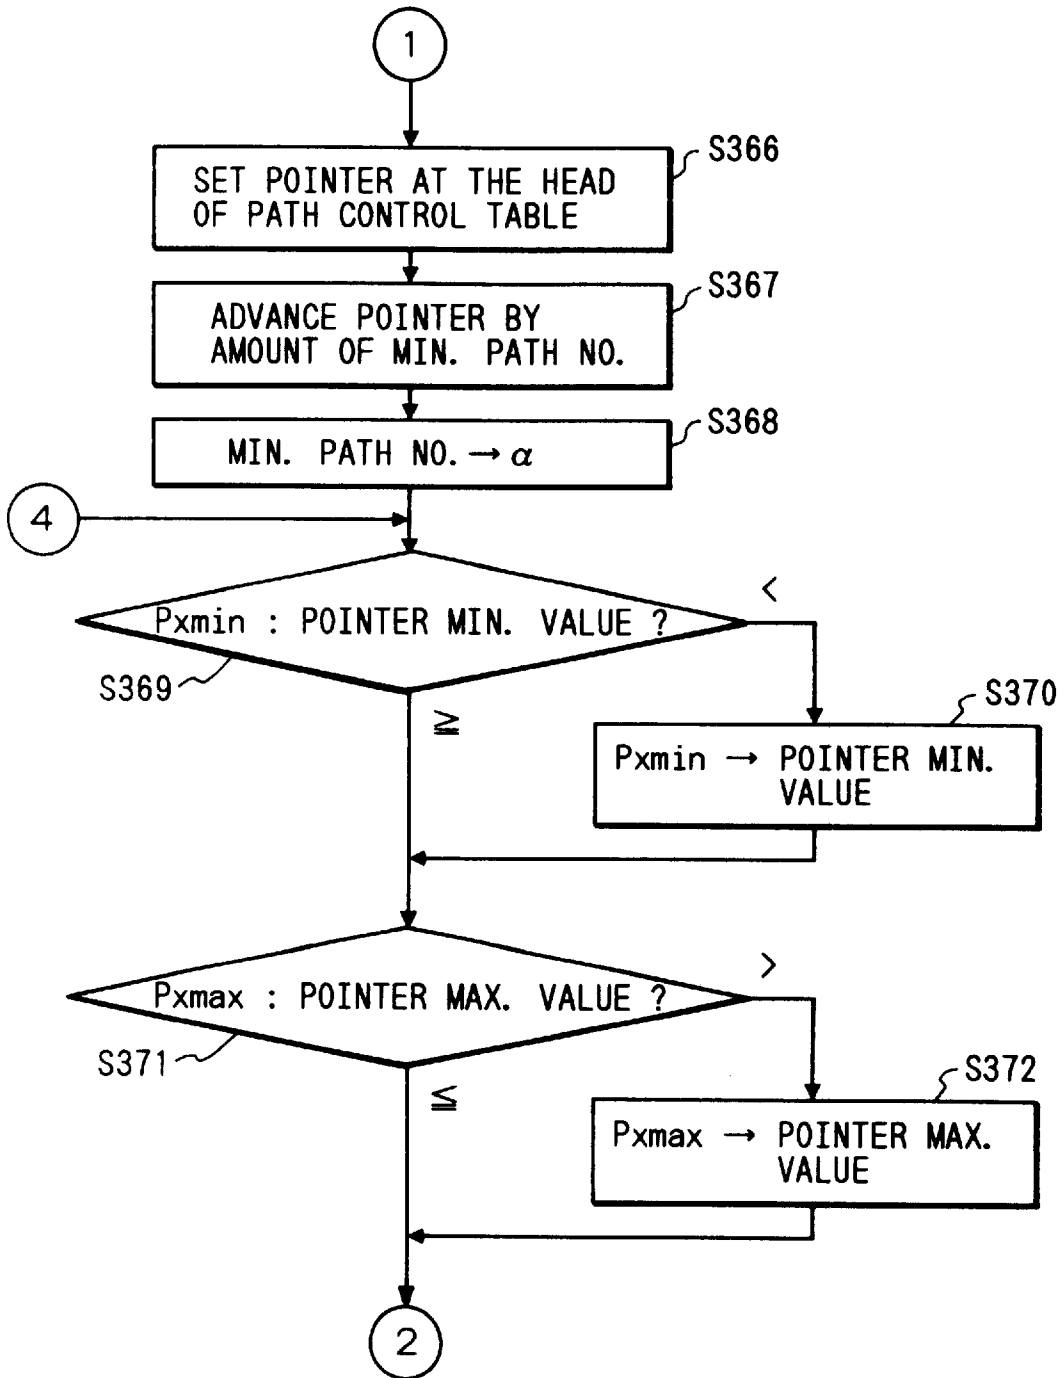 1
S366
SET POINTER AT THE HEAD
OF PATH CONTROL TABLE
S367
ADVANCE POINTER BY
AMOUNT OF MIN. PATH NO.
S368
MIN. PATH NO. → α
4
<
Pxmin : POINTER MIN. VALUE ?
S369
≧
S370
Pxmin → POINTER MIN.
VALUE
>
Pxmax : POINTER MAX. VALUE ?
S371
≦
S372
Pxmax → POINTER MAX.
VALUE
2